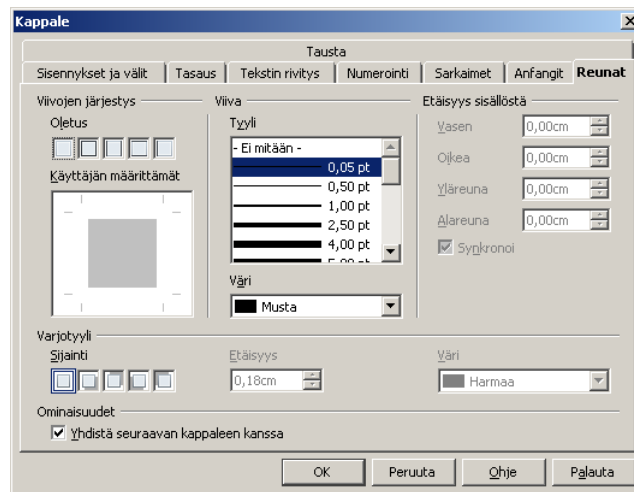 Kappale
Tausta
Sisennykset ja välit Tasaus Tekstin rivitys Numerointi Sarkaimet Anfangit Reunat
Viivojen järjestys
Oletus
Käyttäjän määrittämät
Viiva
Tyyli
- Ei mitään -
0,05 pt
0,50 pt
1,00 pt
2,50 pt
4,00 pt
Väri
Musta
Etäisyys sisällöstä
Vasen 0,00cm
Oikea 0,00cm
Yläreuna 0,00cm
Alareuna 0,00cm
Synkronoi
Varjotyyli
Sijainti
Etäisyys
0,18cm
Väri
Harmaa
Ominaisuudet
Yhdistä seuraavan kappaleen kanssa
OK Peruuta Ohje Palauta